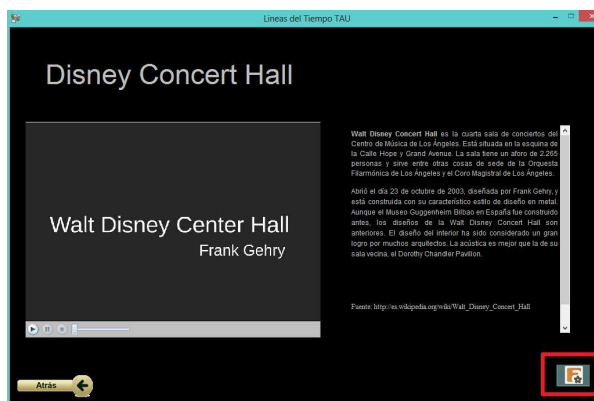 Lineas del Tiempo TAU
Disney Concert Hall
Walt Disney Center Hall
Frank Gehry
Walt Disney Concert Hall es la cuarta sala de conciertos del
Centro de Música de Los Ángeles. Está situada en la esquina de
la Calle Hope y Grand Avenue. La sala tiene un aforo de 2.265
personas y sirve entre otras cosas de sede de la Orquesta
Filarmónica de Los Ángeles y el Coro Magistral de Los Ángeles.
Abrió el día 23 de octubre de 2003, diseñada por Frank Gehry, y
está construida con su característico estilo de diseño en metal.
Aunque el Museo Guggenheim Bilbao en España fue construido
antes, los diseños de la Walt Disney Concert Hall son
anteriores. El diseño del interior ha sido considerado un gran
logro por muchos arquitectos. La acústica es mejor que la de su
sala vecina, el Dorothy Chandler Pavilion.
Fuente: http://es.wikipedia.org/wiki/Walt_Disney_Concert_Hall
Atrás